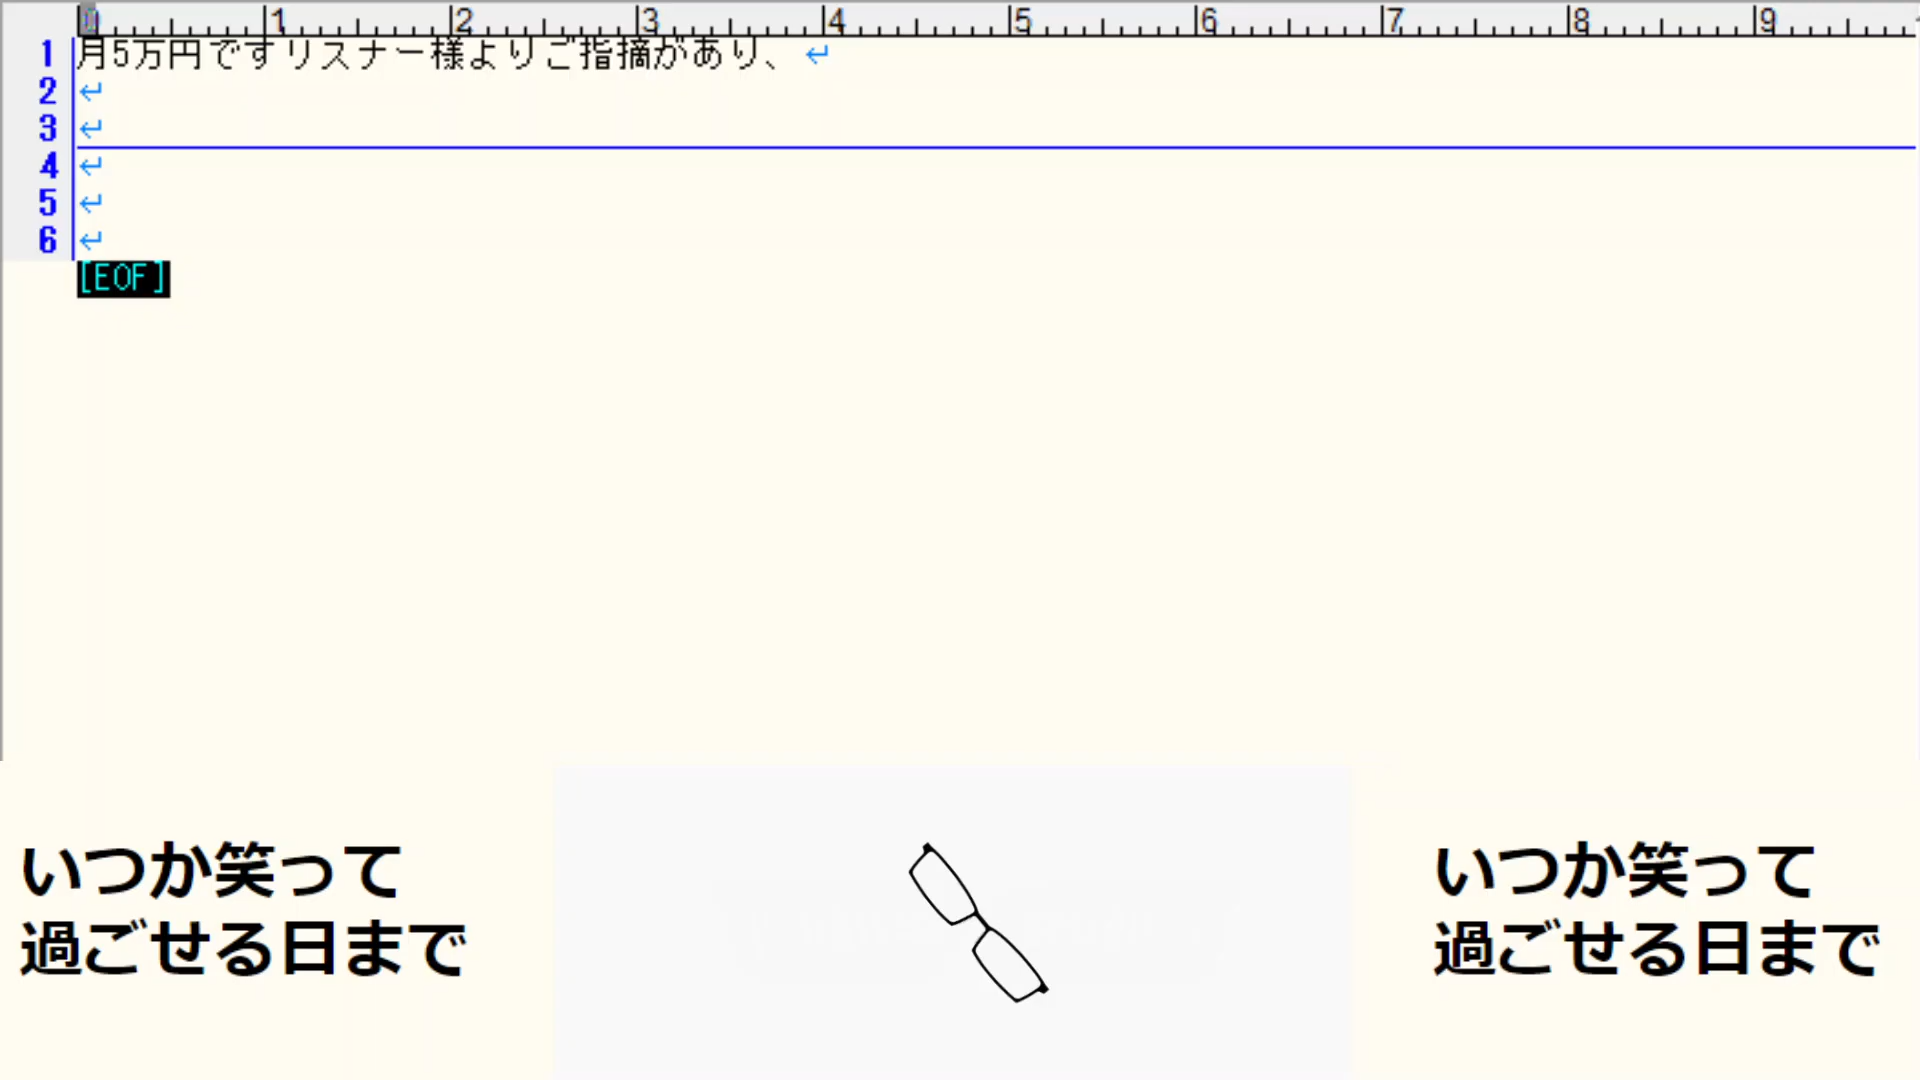 0 1 2 3 4 5 6 7 8 9
1 月5万円ですリスナー様よりご指摘があり、↵
2 ↵
3 ↵
4 ↵
5 ↵
6 ↵
[EOF]
いつか笑って
過ごせる日まで
いつか笑って
過ごせる日まで